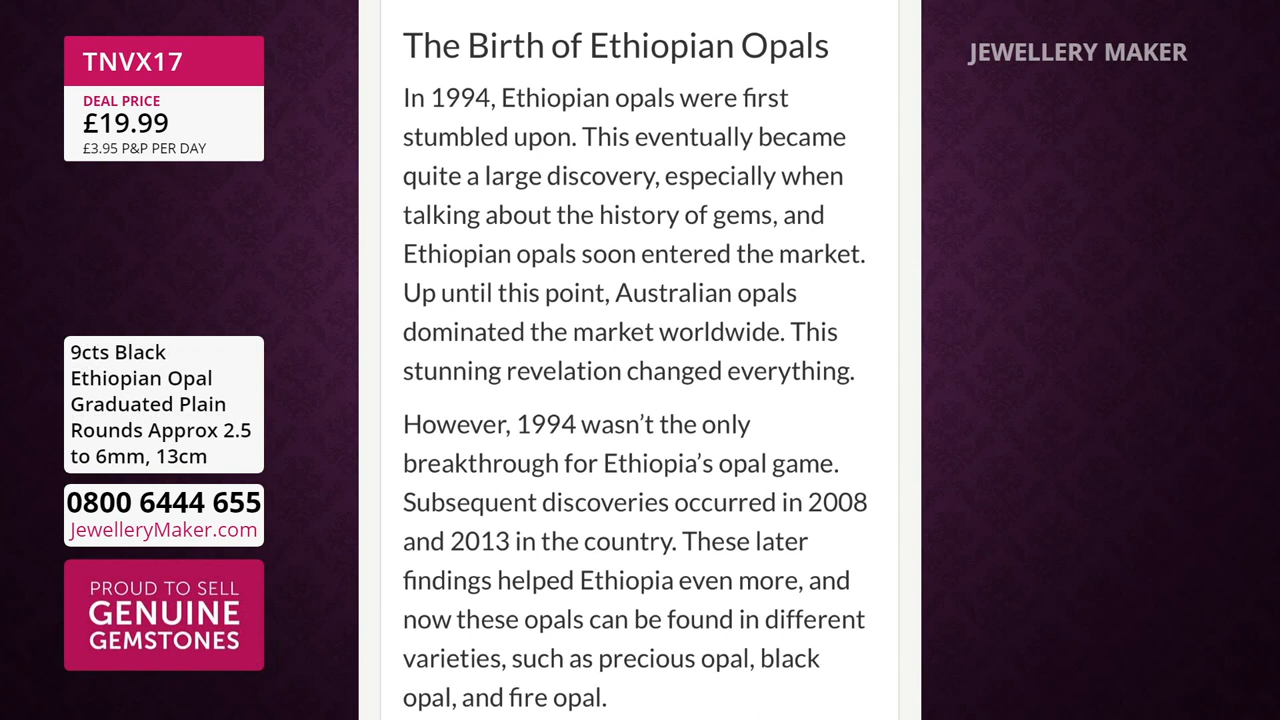 TNVX17
DEAL PRICE
£19.99
£3.95 P&P PER DAY
9cts Black
Ethiopian Opal
Graduated Plain
Rounds Approx 2.5
to 6mm, 13cm
0800 6444 655
JewelleryMaker.com
PROUD TO SELL
GENUINE
GEMSTONES
The Birth of Ethiopian Opals
In 1994, Ethiopian opals were first
stumbled upon. This eventually became
quite a large discovery, especially when
talking about the history of gems, and
Ethiopian opals soon entered the market.
Up until this point, Australian opals
dominated the market worldwide. This
stunning revelation changed everything.
However, 1994 wasn’t the only
breakthrough for Ethiopia’s opal game.
Subsequent discoveries occurred in 2008
and 2013 in the country. These later
findings helped Ethiopia even more, and
now these opals can be found in different
varieties, such as precious opal, black
opal, and fire opal.
JEWELLERY MAKER